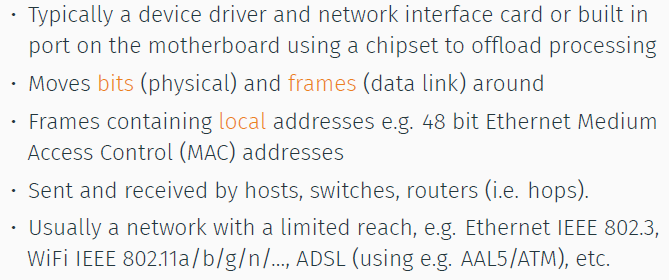 • Typically a device driver and network interface card or built in
port on the motherboard using a chipset to offload processing
• Moves bits (physical) and frames (data link) around
• Frames containing local addresses e.g. 48 bit Ethernet Medium
Access Control (MAC) addresses
• Sent and received by hosts, switches, routers (i.e. hops).
• Usually a network with a limited reach, e.g. Ethernet IEEE 802.3,
WiFi IEEE 802.11a/b/g/n/..., ADSL (using e.g. AAL5/ATM), etc.